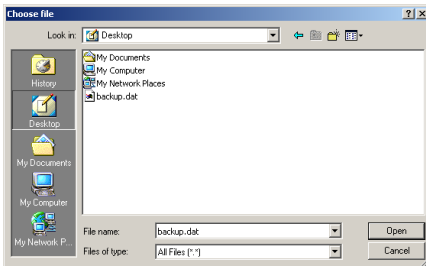 Choose file
Look in: Desktop
My Documents
My Computer
My Network Places
backup.dat
History
Desktop
My Documents
My Computer
My Network P...
File name: backup.dat Open
Files of type: All Files (*.*) Cancel